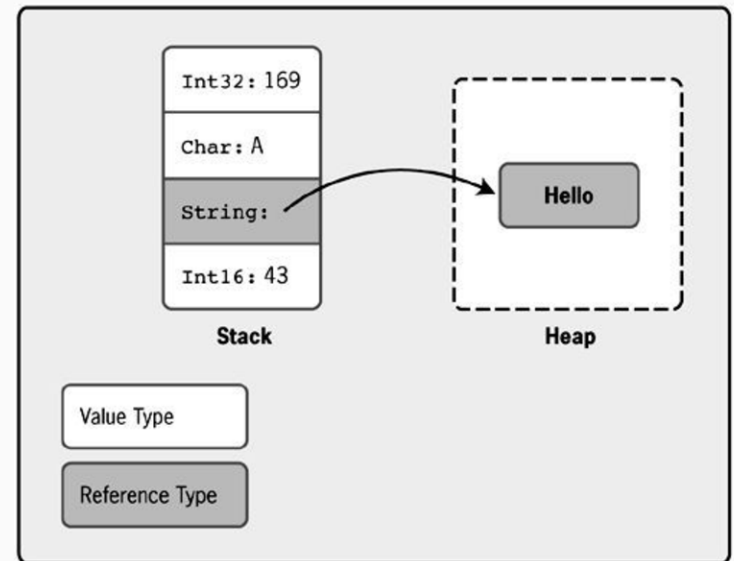 Int32: 169
Char: A
String:
Int16: 43
Stack
Hello
Heap
Value Type
Reference Type